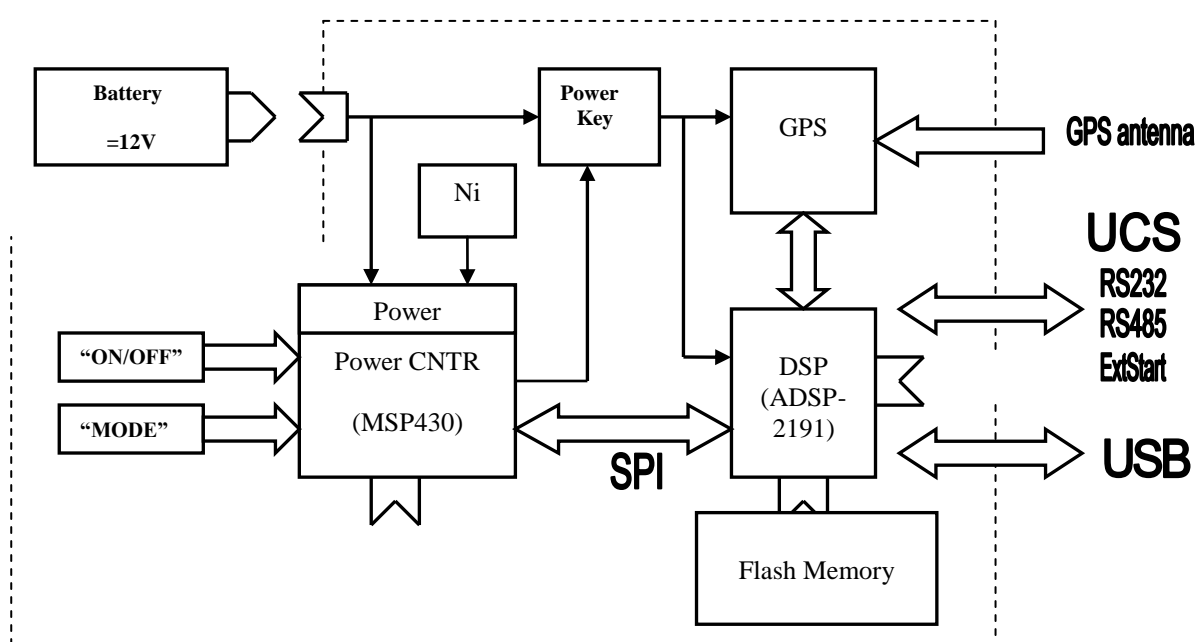 Battery
=12V
Power
Key
GPS
GPS antenna
Ni
UCS
RS232
RS485
ExtStart
Power
Power CNTR
(MSP430)
“ON/OFF”
“MODE”
SPI
DSP
(ADSP-
2191)
USB
Flash Memory